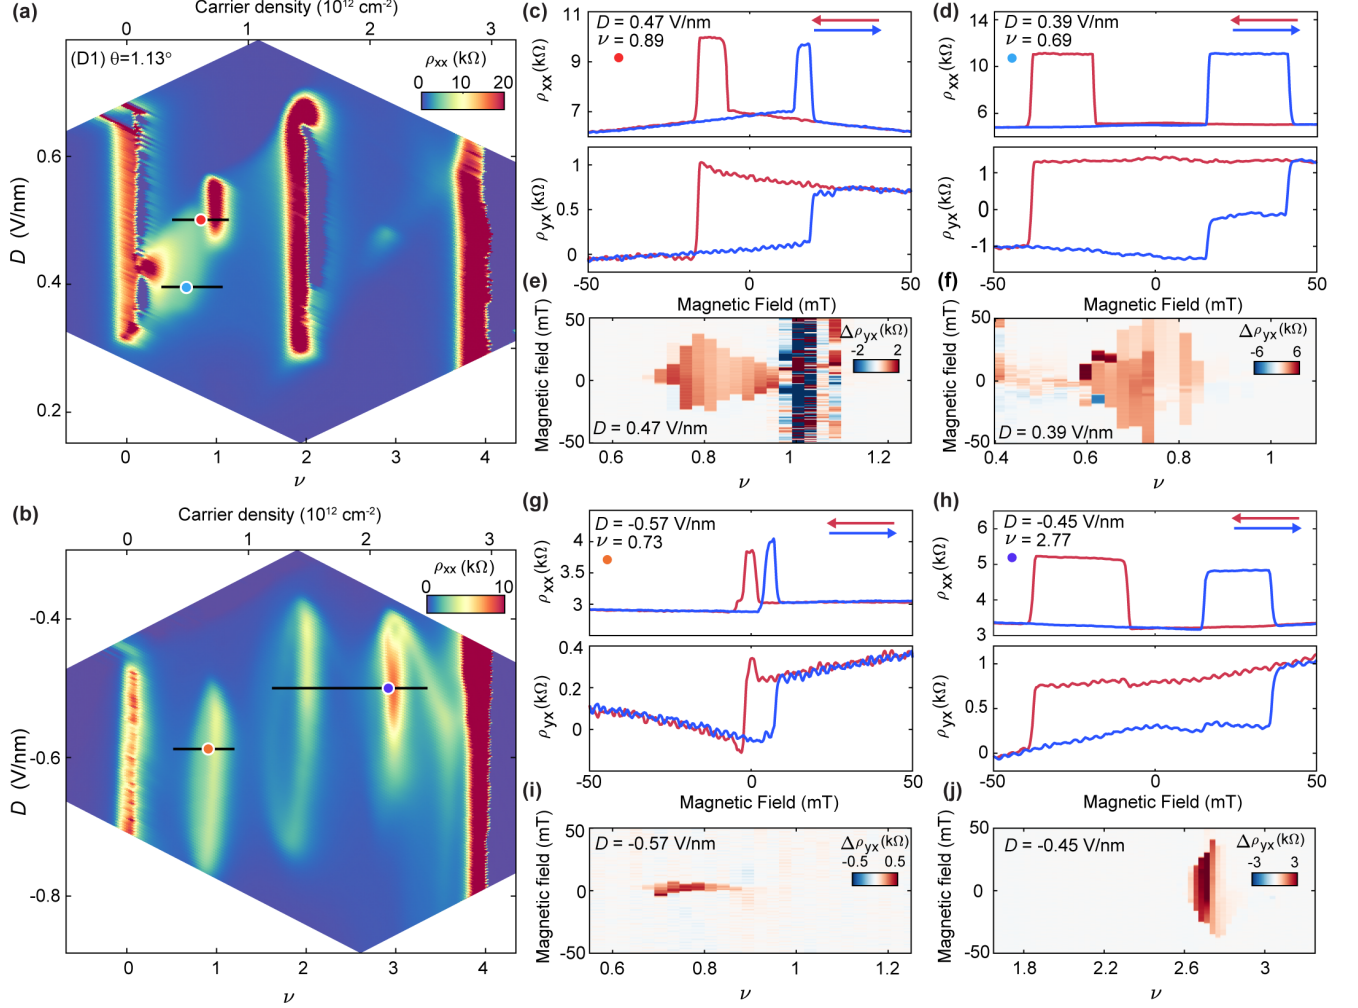 (a)
Carrier density (10¹² cm⁻²)
0 1 2 3
(D1) θ=1.13°
ρxx (kΩ)
0 10 20
D (V/nm)
0.6
0.4
0.2
0 1 2 3 4
ν
(b)
Carrier density (10¹² cm⁻²)
0 1 2 3
ρxx (kΩ)
0 10
D (V/nm)
-0.4
-0.6
-0.8
0 1 2 3 4
ν
(c)
D = 0.47 V/nm
ν = 0.89
ρxx (kΩ)
11
9
7
ρyx (kΩ)
1
0.5
0
-50 0 50
Magnetic Field (mT)
(d)
D = 0.39 V/nm
ν = 0.69
ρxx (kΩ)
14
10
6
ρyx (kΩ)
1
0
-1
-50 0 50
Magnetic Field (mT)
(e)
Magnetic field (mT)
50
0
-50
Δρyx (kΩ)
-2 2
D = 0.47 V/nm
0.6 0.8 1 1.2
ν
(f)
Magnetic field (mT)
50
0
-50
Δρyx (kΩ)
-6 6
D = 0.39 V/nm
0.4 0.6 0.8 1
ν
(g)
D = -0.57 V/nm
ν = 0.73
ρxx (kΩ)
4
3.5
3
ρyx (kΩ)
0.4
0.2
0
-50 0 50
Magnetic Field (mT)
(h)
D = -0.45 V/nm
ν = 2.77
ρxx (kΩ)
6
5
4
3
ρyx (kΩ)
1
0.5
0
-50 0 50
Magnetic Field (mT)
(i)
Magnetic field (mT)
50
0
-50
D = -0.57 V/nm
Δρyx (kΩ)
-0.5 0.5
0.6 0.8 1 1.2
ν
(j)
Magnetic field (mT)
50
0
-50
D = -0.45 V/nm
Δρyx (kΩ)
-3 3
1.8 2.2 2.6 3
ν